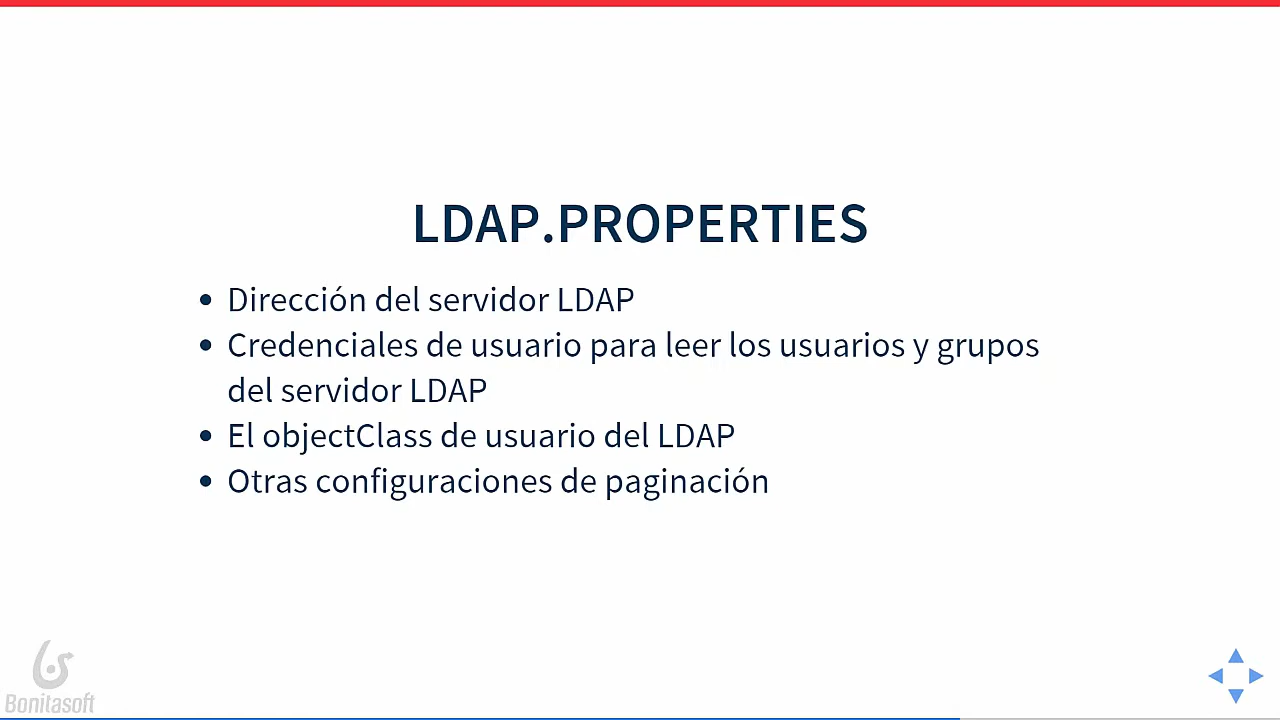 LDAP.PROPERTIES
• Dirección del servidor LDAP
• Credenciales de usuario para leer los usuarios y grupos
del servidor LDAP
• El objectClass de usuario del LDAP
• Otras configuraciones de paginación
Bonitasoft